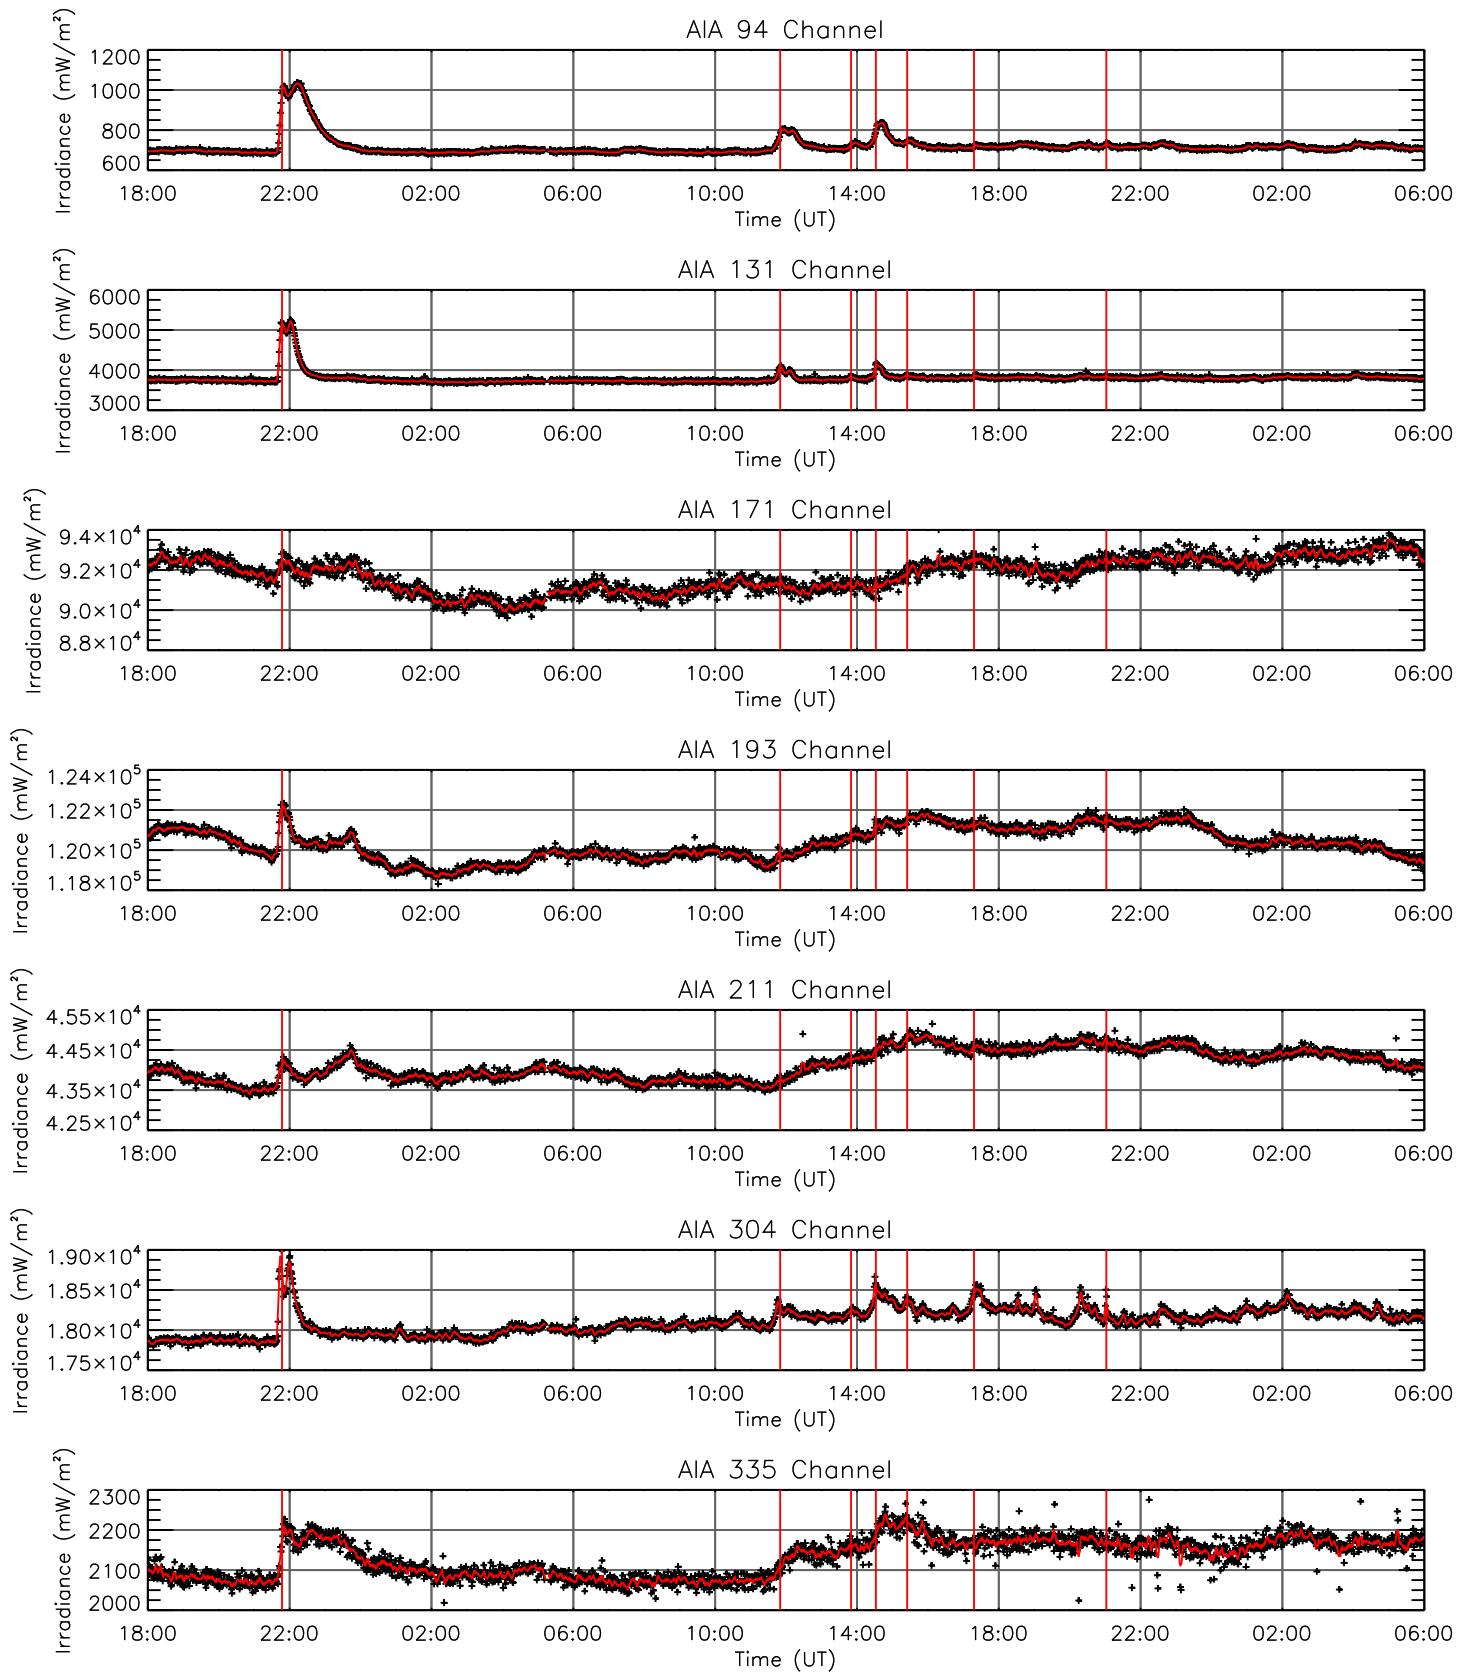 AIA 94 Channel
Irradiance (mW/m²)
1200
1000
800
600
18:00 22:00 02:00 06:00 10:00 14:00 18:00 22:00 02:00 06:00
Time (UT)
AIA 131 Channel
Irradiance (mW/m²)
6000
5000
4000
3000
18:00 22:00 02:00 06:00 10:00 14:00 18:00 22:00 02:00 06:00
Time (UT)
AIA 171 Channel
Irradiance (mW/m²)
9.4×10⁴
9.2×10⁴
9.0×10⁴
8.8×10⁴
18:00 22:00 02:00 06:00 10:00 14:00 18:00 22:00 02:00 06:00
Time (UT)
AIA 193 Channel
Irradiance (mW/m²)
1.24×10⁵
1.22×10⁵
1.20×10⁵
1.18×10⁵
18:00 22:00 02:00 06:00 10:00 14:00 18:00 22:00 02:00 06:00
Time (UT)
AIA 211 Channel
Irradiance (mW/m²)
4.55×10⁴
4.45×10⁴
4.35×10⁴
4.25×10⁴
18:00 22:00 02:00 06:00 10:00 14:00 18:00 22:00 02:00 06:00
Time (UT)
AIA 304 Channel
Irradiance (mW/m²)
1.90×10⁴
1.85×10⁴
1.80×10⁴
1.75×10⁴
18:00 22:00 02:00 06:00 10:00 14:00 18:00 22:00 02:00 06:00
Time (UT)
AIA 335 Channel
Irradiance (mW/m²)
2300
2200
2100
2000
18:00 22:00 02:00 06:00 10:00 14:00 18:00 22:00 02:00 06:00
Time (UT)